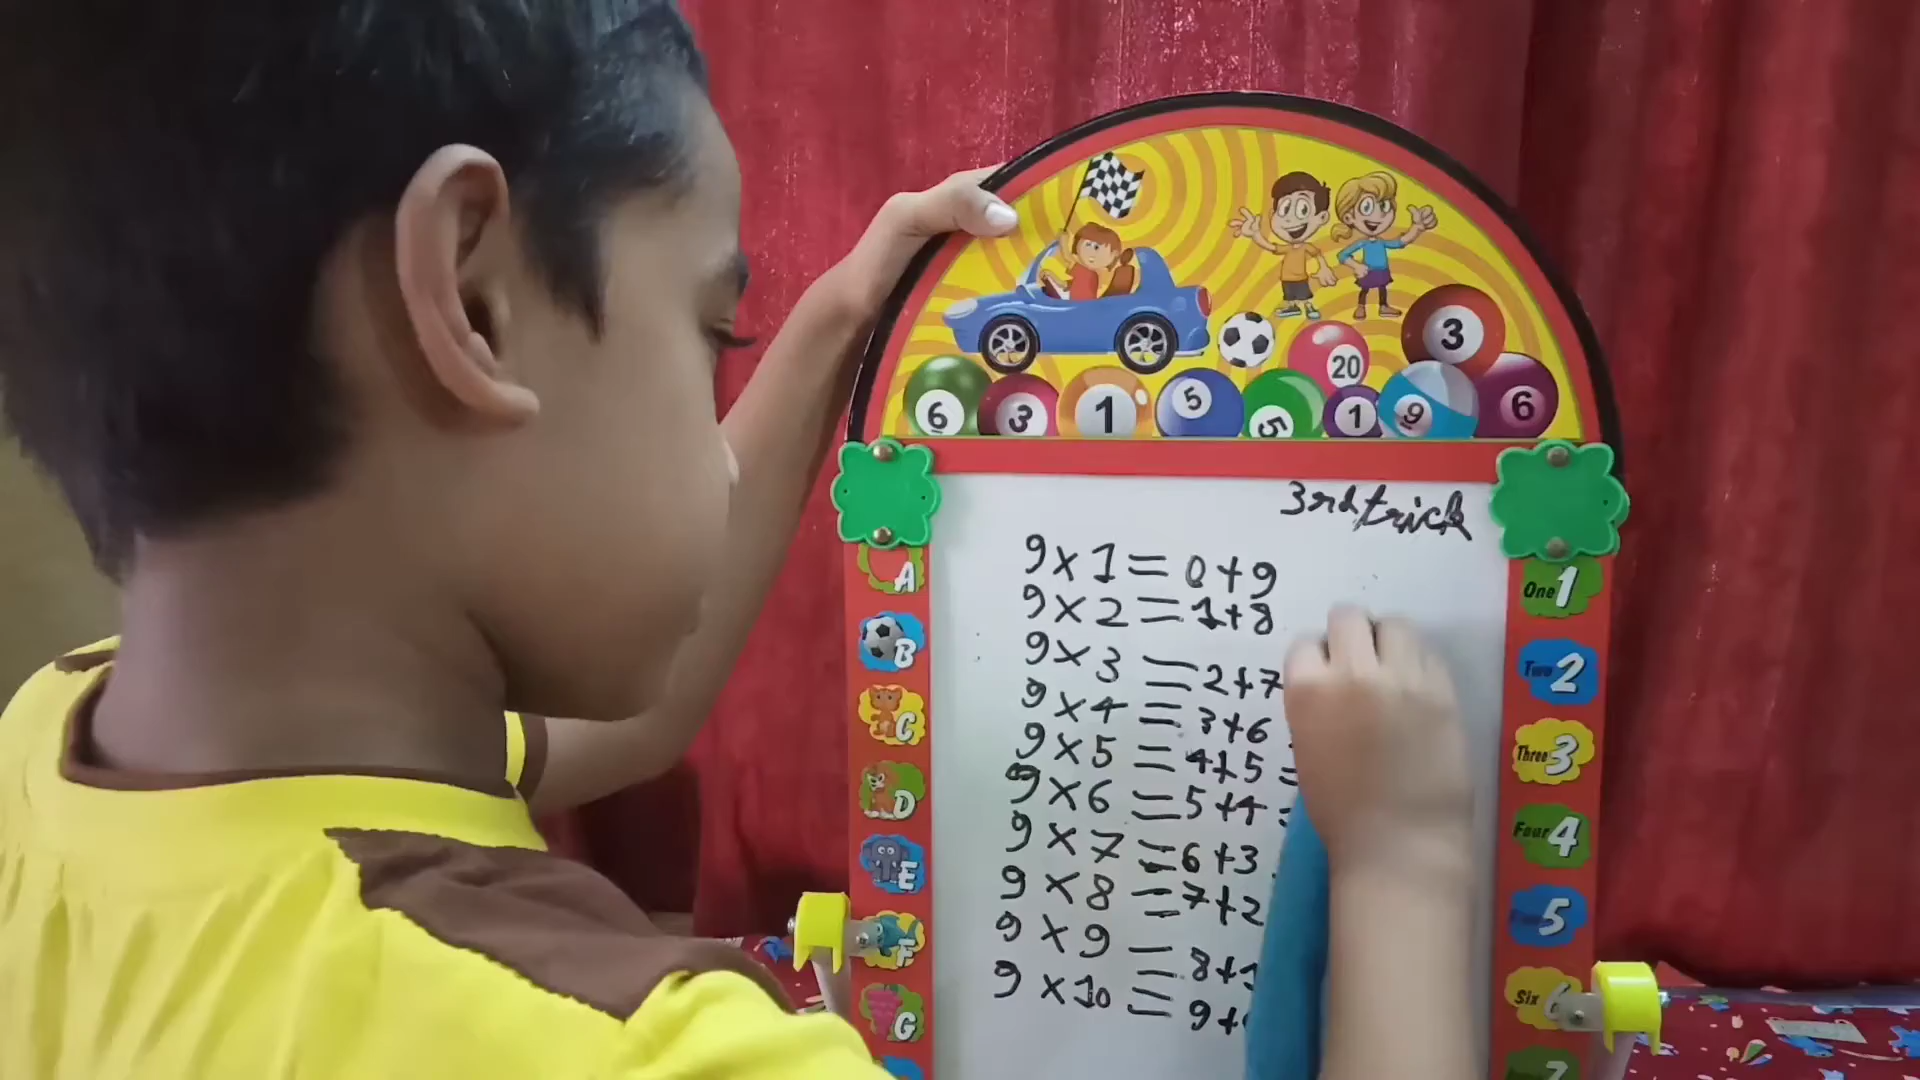 20
3
6
3
1
5
5
1
9
6
3rd trick
9×1=0+9
9×2=1+8
9×3=2+7
9×4=3+6
9×5=4+5=
9×6=5+4=
9×7=6+3
9×8=7+2
9×9=8+1
9×10=9+
A
B
C
D
E
F
G
One 1
Two 2
Three 3
Four 4
5
Six 6
7